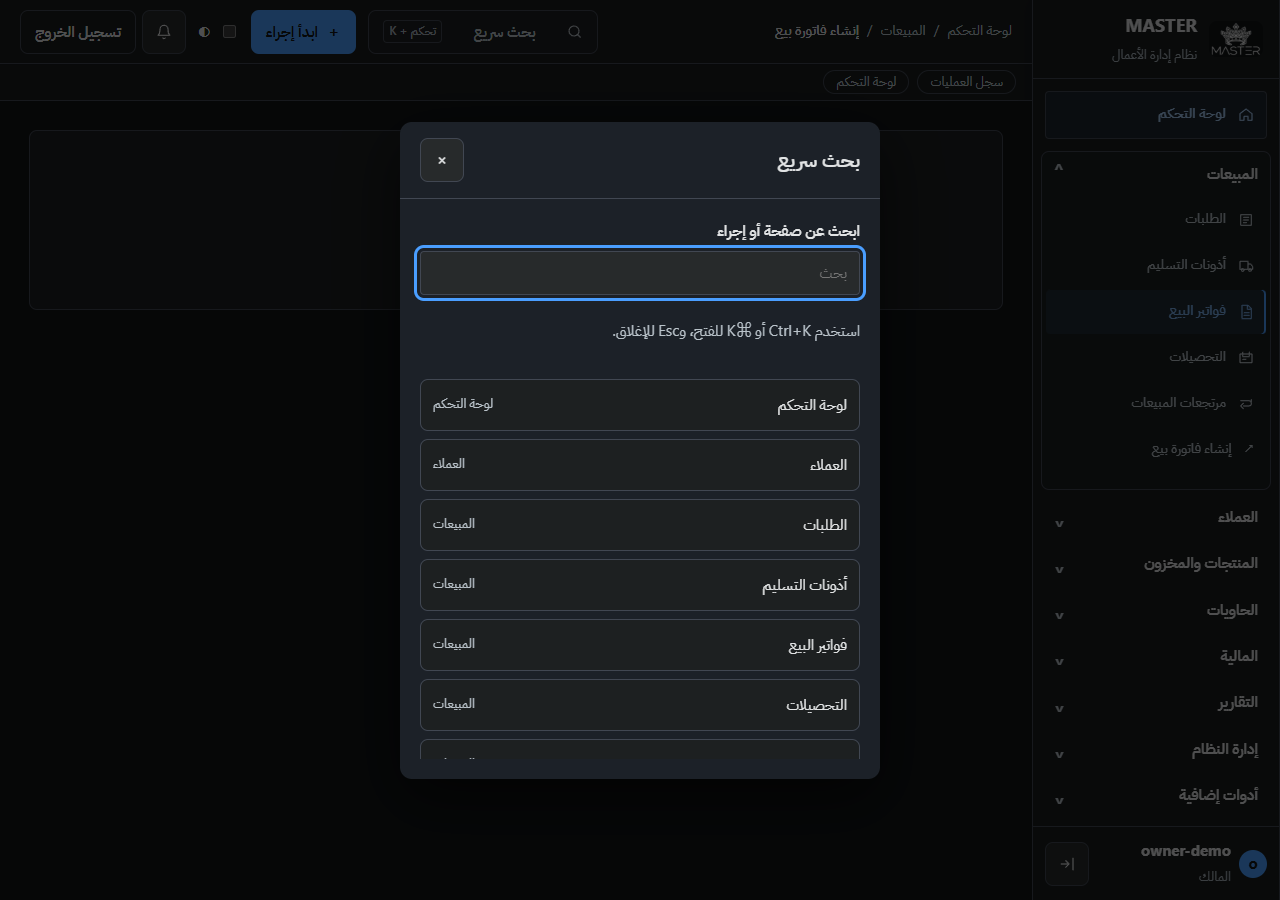 MASTER
نظام إدارة الأعمال
MASTER
لوحة التحكم / المبيعات / إنشاء فاتورة بيع
بحث سريع
تحكم + K
+ ابدأ إجراء
تسجيل الخروج
سجل العمليات
لوحة التحكم
لوحة التحكم
المبيعات
الطلبات
أذونات التسليم
فواتير البيع
التحصيلات
مرتجعات المبيعات
إنشاء فاتورة بيع
العملاء
المنتجات والمخزون
الحاويات
المالية
التقارير
إدارة النظام
أدوات إضافية
owner-demo
المالك
o
بحث سريع
×
ابحث عن صفحة أو إجراء
بحث
استخدم Ctrl+K أو ⌘K للفتح، وEsc للإغلاق.
لوحة التحكم لوحة التحكم
العملاء العملاء
الطلبات المبيعات
أذونات التسليم المبيعات
فواتير البيع المبيعات
التحصيلات المبيعات